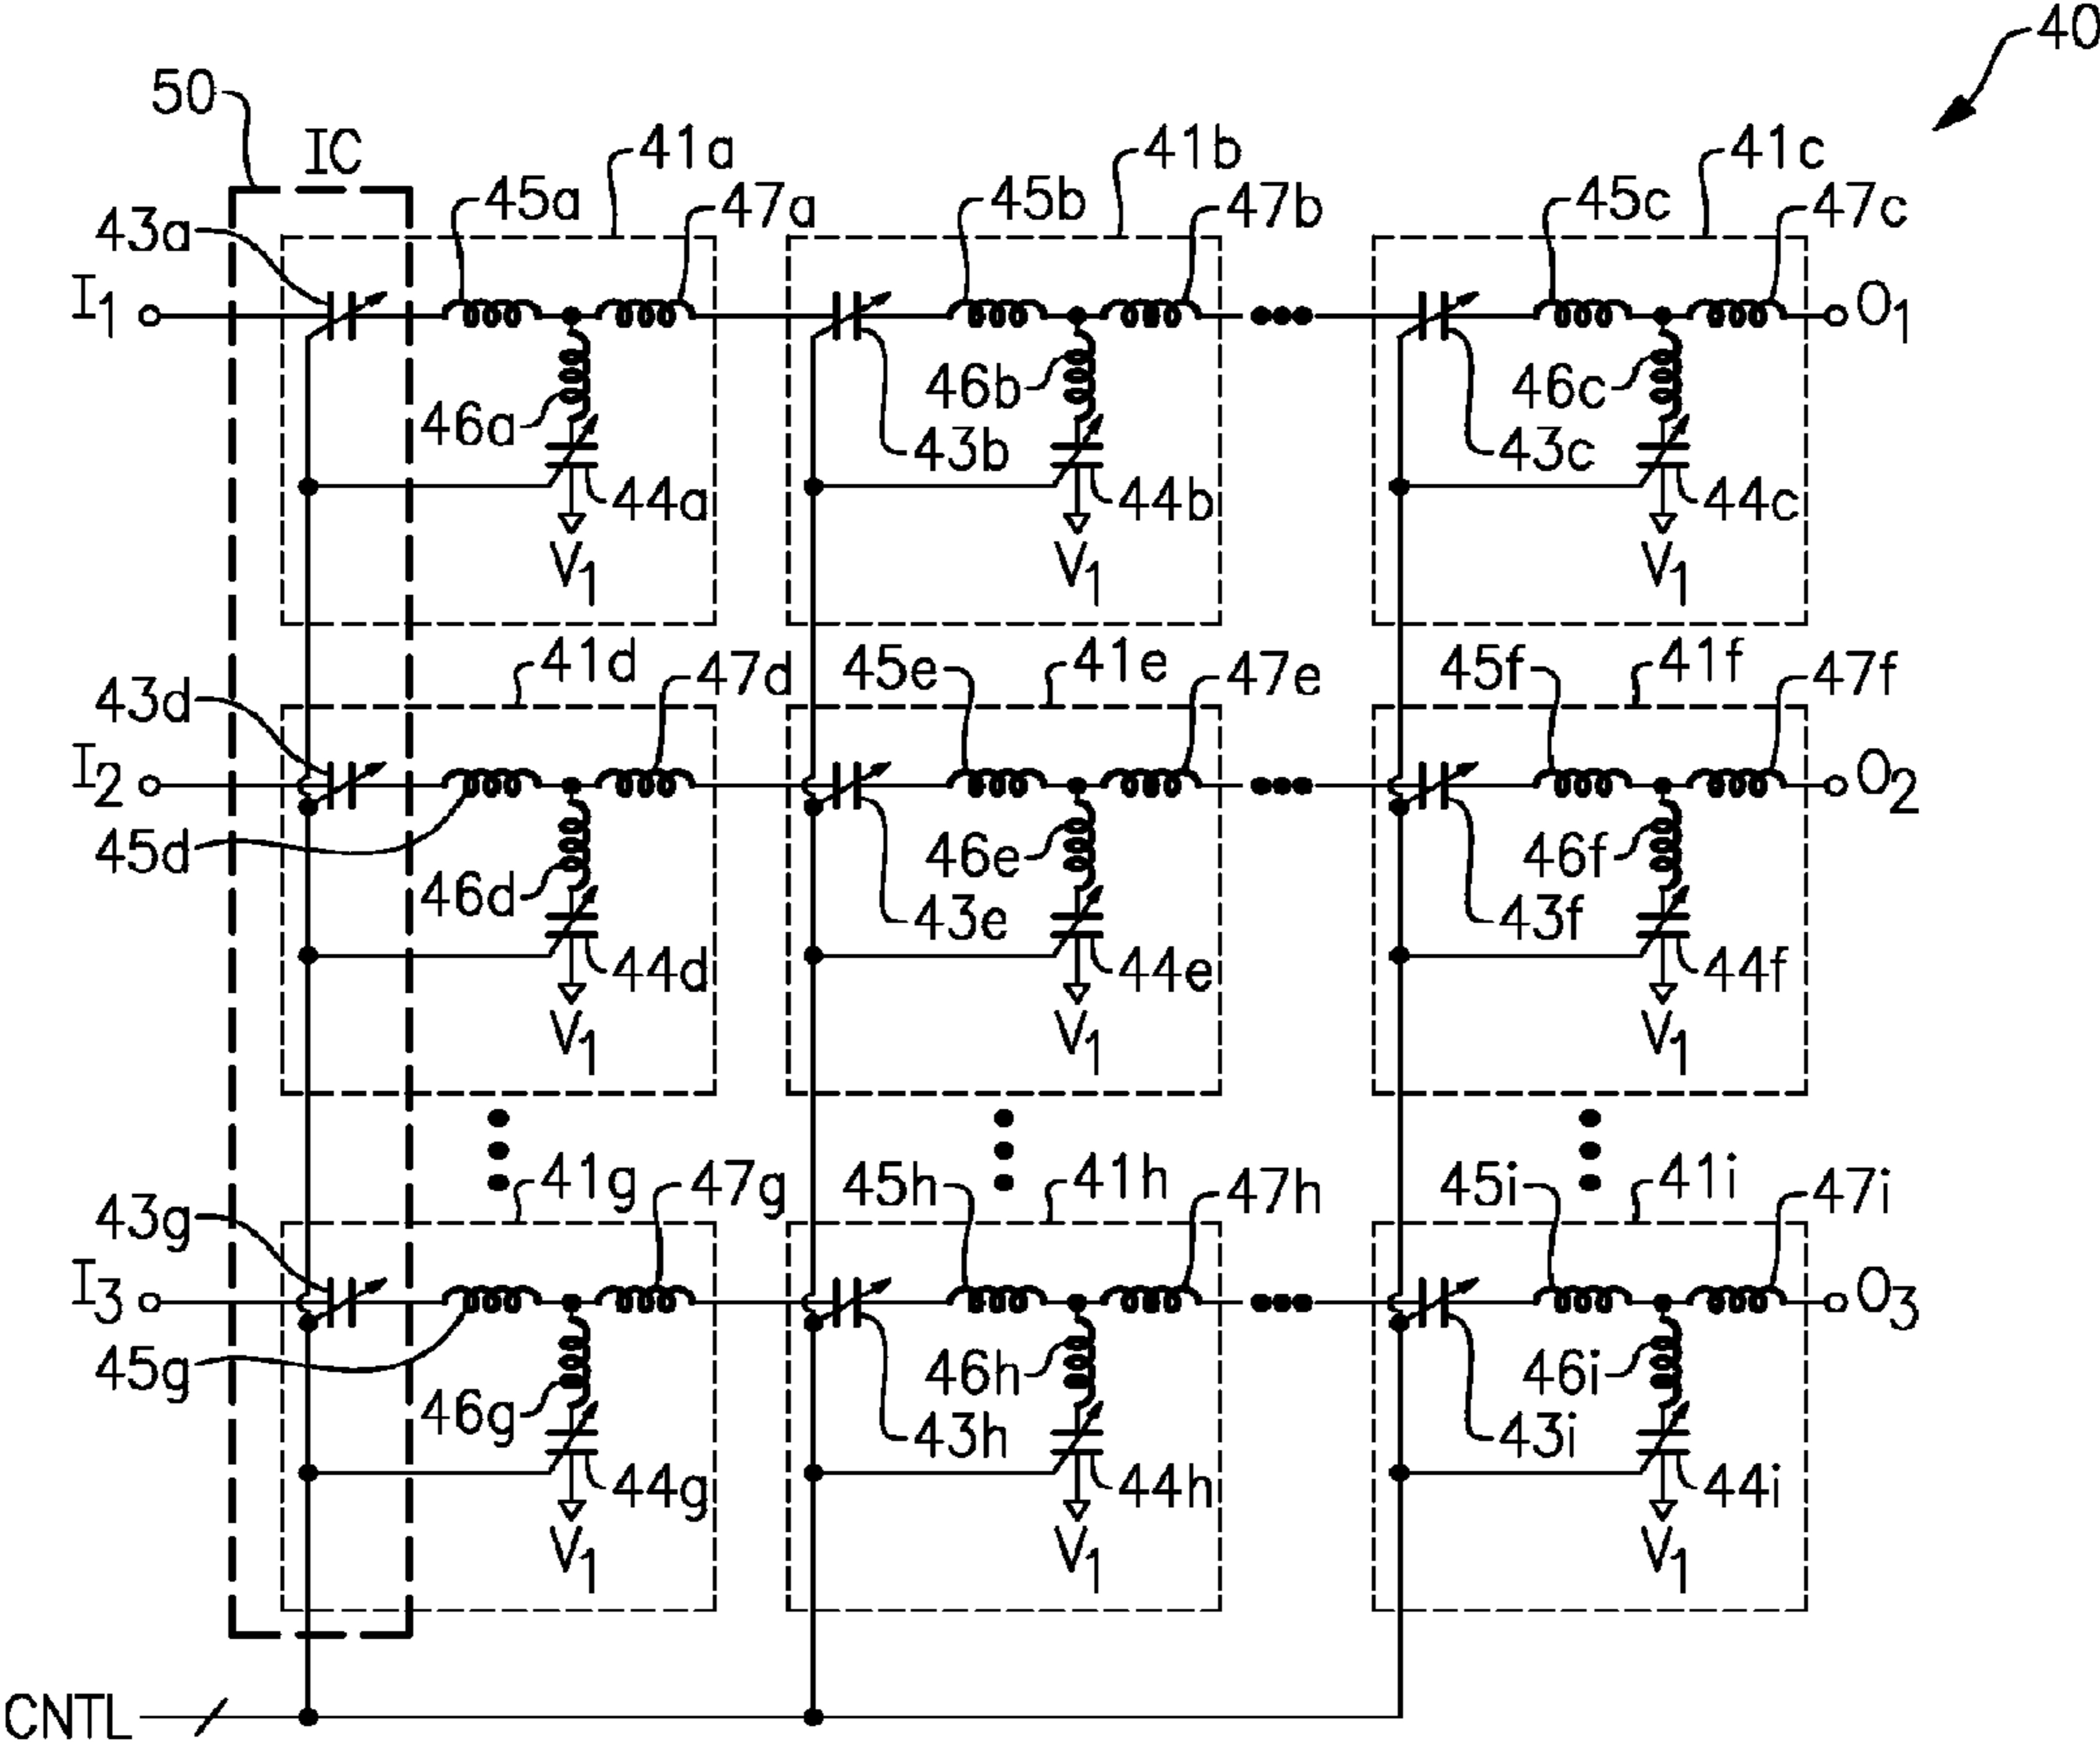 40
50
IC
41a
41b
41c
45a
47a
45b
47b
45c
47c
43a
I1
O1
46a
46b
46c
43b
43c
44a
44b
44c
V1
V1
V1
41d
47d
45e
41e
47e
45f
41f
47f
43d
I2
O2
45d
46d
46e
46f
43e
43f
44d
44e
44f
V1
V1
V1
41g
47g
45h
41h
47h
45i
41i
47i
43g
I3
O3
45g
46g
46h
46i
43h
43i
44g
44h
44i
V1
V1
V1
CNTL